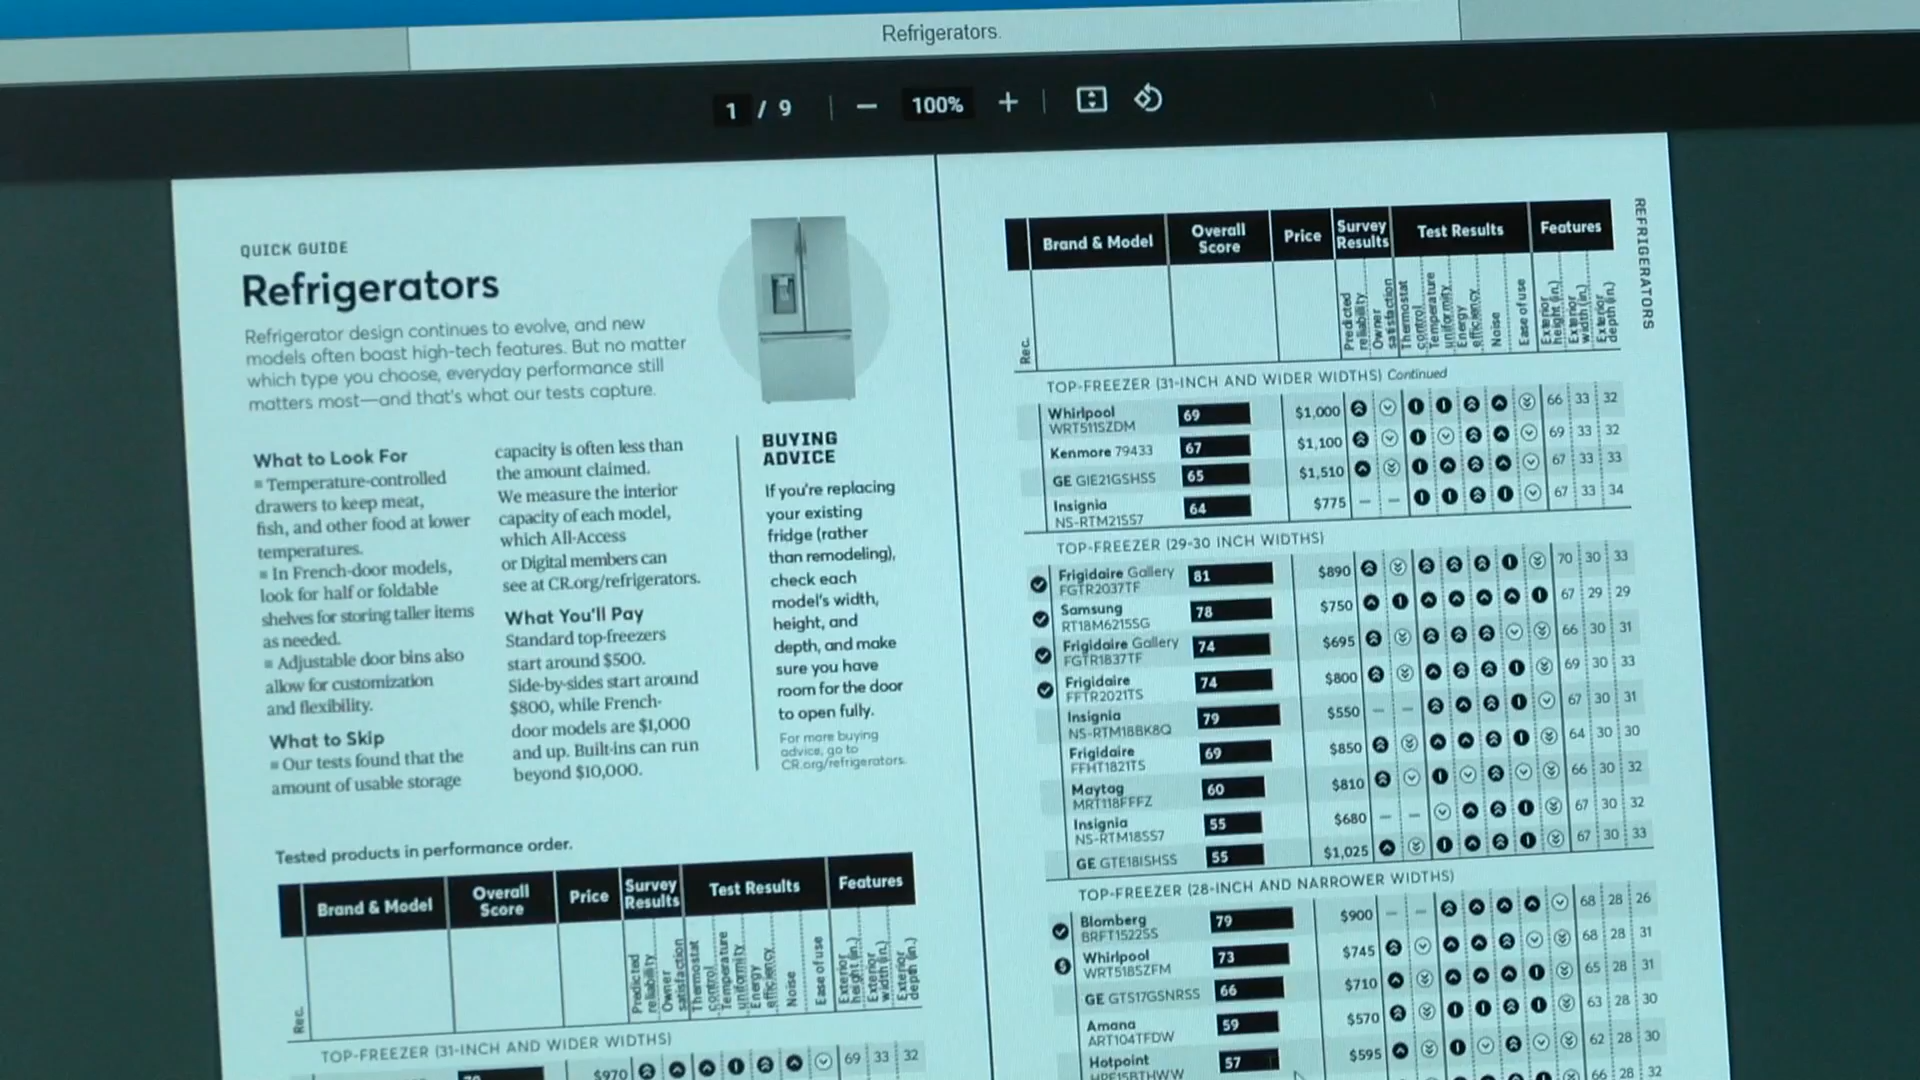 Refrigerators.
1 / 9 100%
QUICK GUIDE
Refrigerators
Refrigerator design continues to evolve, and new
models often boast high-tech features. But no matter
which type you choose, everyday performance still
matters most—and that's what our tests capture.
What to Look For
Temperature-controlled
drawers to keep meat,
fish, and other food at lower
temperatures.
In French-door models,
look for half or foldable
shelves for storing taller items
as needed.
Adjustable door bins also
allow for customization
and flexibility.
What to Skip
Our tests found that the
amount of usable storage
capacity is often less than
the amount claimed.
We measure the interior
capacity of each model,
which All-Access
or Digital members can
see at CR.org/refrigerators.
What You'll Pay
Standard top-freezers
start around $500.
Side-by-sides start around
$800, while French-
door models are $1,000
and up. Built-ins can run
beyond $10,000.
BUYING
ADVICE
If you're replacing
your existing
fridge (rather
than remodeling),
check each
model's width,
height, and
depth, and make
sure you have
room for the door
to open fully.
For more buying
advice, go to
CR.org/refrigerators.
Tested products in performance order.
Brand & Model Overall Score Price Survey Results Test Results Features
Rec. Predicted reliability Owner satisfaction Thermostat control Temperature uniformity Energy efficiency Noise Ease of use Exterior height (in.) Exterior width (in.) Exterior depth (in.)
TOP-FREEZER (31-INCH AND WIDER WIDTHS)
$970 69 33 32
REFRIGERATORS
Brand & Model Overall Score Price Survey Results Test Results Features
Rec. Predicted reliability Owner satisfaction Thermostat control Temperature uniformity Energy efficiency Noise Ease of use Exterior height (in.) Exterior width (in.) Exterior depth (in.)
TOP-FREEZER (31-INCH AND WIDER WIDTHS) Continued
Whirlpool WRT511SZDM 69 $1,000 66 33 32
Kenmore 79433 67 $1,100 69 33 32
GE GIE21GSHSS 65 $1,510 67 33 33
Insignia NS-RTM21SS7 64 $775 67 33 34
TOP-FREEZER (29-30 INCH WIDTHS)
Frigidaire Gallery FGTR2037TF 81 $890 70 30 33
Samsung RT18M6215SG 78 $750 67 29 29
Frigidaire Gallery FGTR1837TF 74 $695 66 30 31
Frigidaire FFTR2021TS 74 $800 69 30 33
Insignia NS-RTM18BK8Q 79 $550 67 30 31
Frigidaire FFHT1821TS 69 $850 64 30 30
Maytag MRT118FFFZ 60 $810 66 30 32
Insignia NS-RTM18SS7 55 $680 67 30 32
GE GTE18ISHSS 55 $1,025 67 30 33
TOP-FREEZER (28-INCH AND NARROWER WIDTHS)
Blomberg BRFT1522SS 79 $900 68 28 26
Whirlpool WRT518SZFM 73 $745 68 28 31
GE GTS17GSNRSS 66 $710 65 28 31
Amana ART104TFDW 59 $570 63 28 30
Hotpoint 57 $595 62 28 30
66 28 32